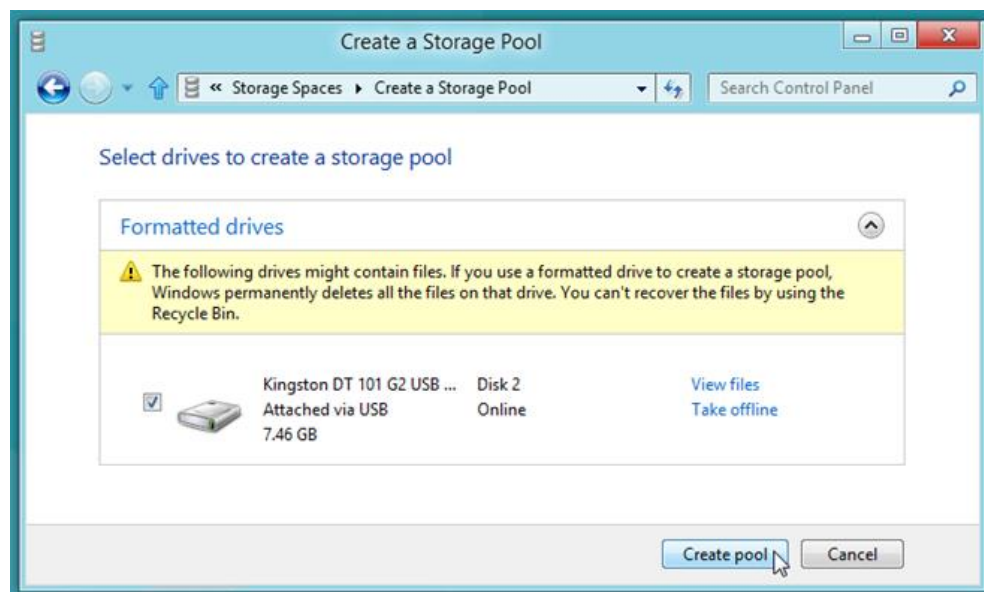 Create a Storage Pool
« Storage Spaces ▸ Create a Storage Pool
Search Control Panel
Select drives to create a storage pool
Formatted drives
The following drives might contain files. If you use a formatted drive to create a storage pool,
Windows permanently deletes all the files on that drive. You can't recover the files by using the
Recycle Bin.
Kingston DT 101 G2 USB ... Disk 2 View files
Attached via USB Online Take offline
7.46 GB
Create pool Cancel